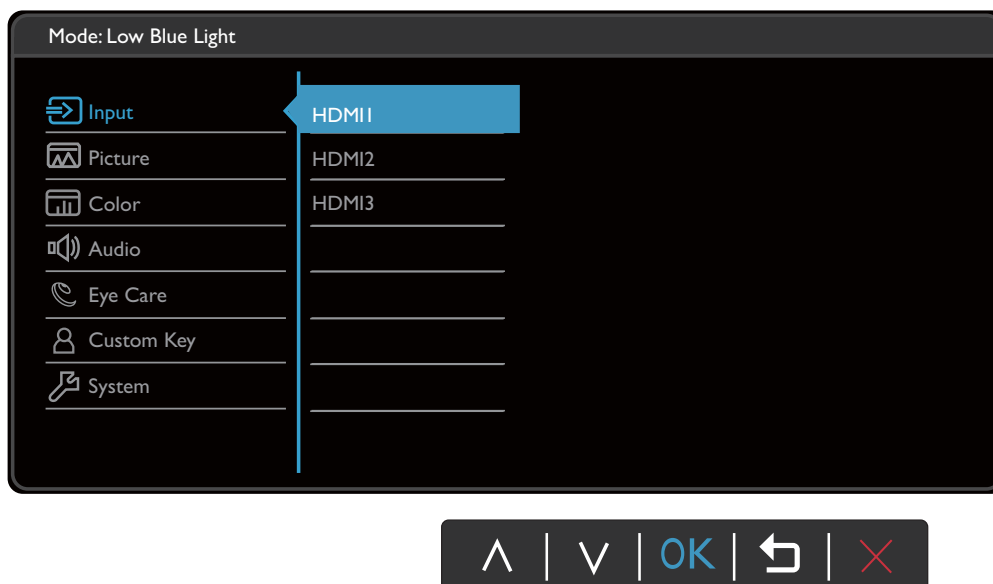 Mode: Low Blue Light
Input
Picture
Color
Audio
Eye Care
Custom Key
System
HDMI1
HDMI2
HDMI3
OK